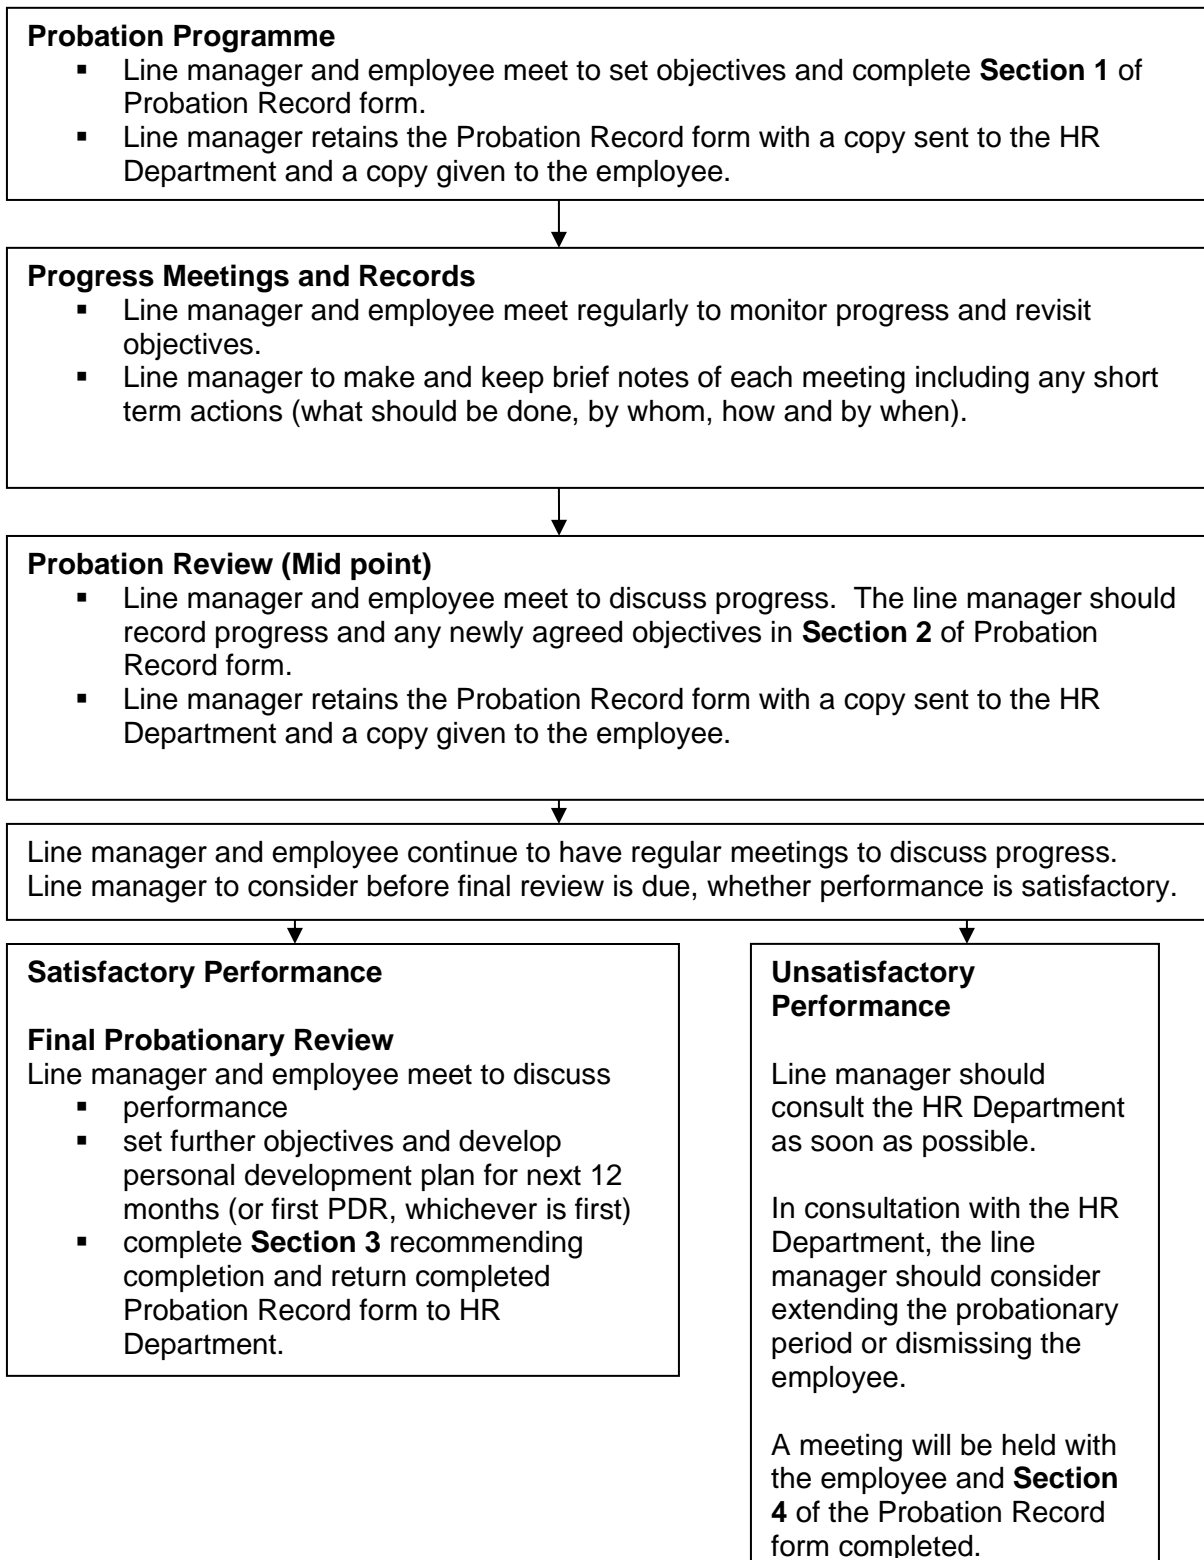 Probation Programme
▪ Line manager and employee meet to set objectives and complete Section 1 of
Probation Record form.
▪ Line manager retains the Probation Record form with a copy sent to the HR
Department and a copy given to the employee.
Progress Meetings and Records
▪ Line manager and employee meet regularly to monitor progress and revisit
objectives.
▪ Line manager to make and keep brief notes of each meeting including any short
term actions (what should be done, by whom, how and by when).
Probation Review (Mid point)
▪ Line manager and employee meet to discuss progress. The line manager should
record progress and any newly agreed objectives in Section 2 of Probation
Record form.
▪ Line manager retains the Probation Record form with a copy sent to the HR
Department and a copy given to the employee.
Line manager and employee continue to have regular meetings to discuss progress.
Line manager to consider before final review is due, whether performance is satisfactory.
Satisfactory Performance
Final Probationary Review
Line manager and employee meet to discuss
▪ performance
▪ set further objectives and develop
personal development plan for next 12
months (or first PDR, whichever is first)
▪ complete Section 3 recommending
completion and return completed
Probation Record form to HR
Department.
Unsatisfactory
Performance
Line manager should
consult the HR Department
as soon as possible.
In consultation with the HR
Department, the line
manager should consider
extending the probationary
period or dismissing the
employee.
A meeting will be held with
the employee and Section
4 of the Probation Record
form completed.